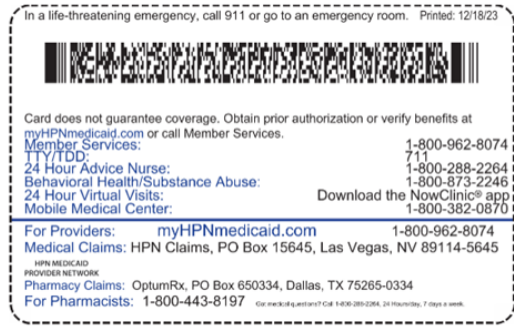 In a life-threatening emergency, call 911 or go to an emergency room. Printed: 12/18/23
Card does not guarantee coverage. Obtain prior authorization or verify benefits at
myHPNmedicaid.com or call Member Services.
Member Services: 1-800-962-8074
TTY/TDD: 711
24 Hour Advice Nurse: 1-800-288-2264
Behavioral Health/Substance Abuse: 1-800-873-2246
24 Hour Virtual Visits: Download the NowClinic® app
Mobile Medical Center: 1-800-382-0870
For Providers: myHPNmedicaid.com 1-800-962-8074
Medical Claims: HPN Claims, PO Box 15645, Las Vegas, NV 89114-5645
HPN MEDICAID
PROVIDER NETWORK
Pharmacy Claims: OptumRx, PO Box 650334, Dallas, TX 75265-0334
For Pharmacists: 1-800-443-8197 Got medical questions? Call 1-800-288-2264, 24 Hours/day, 7 days a week.